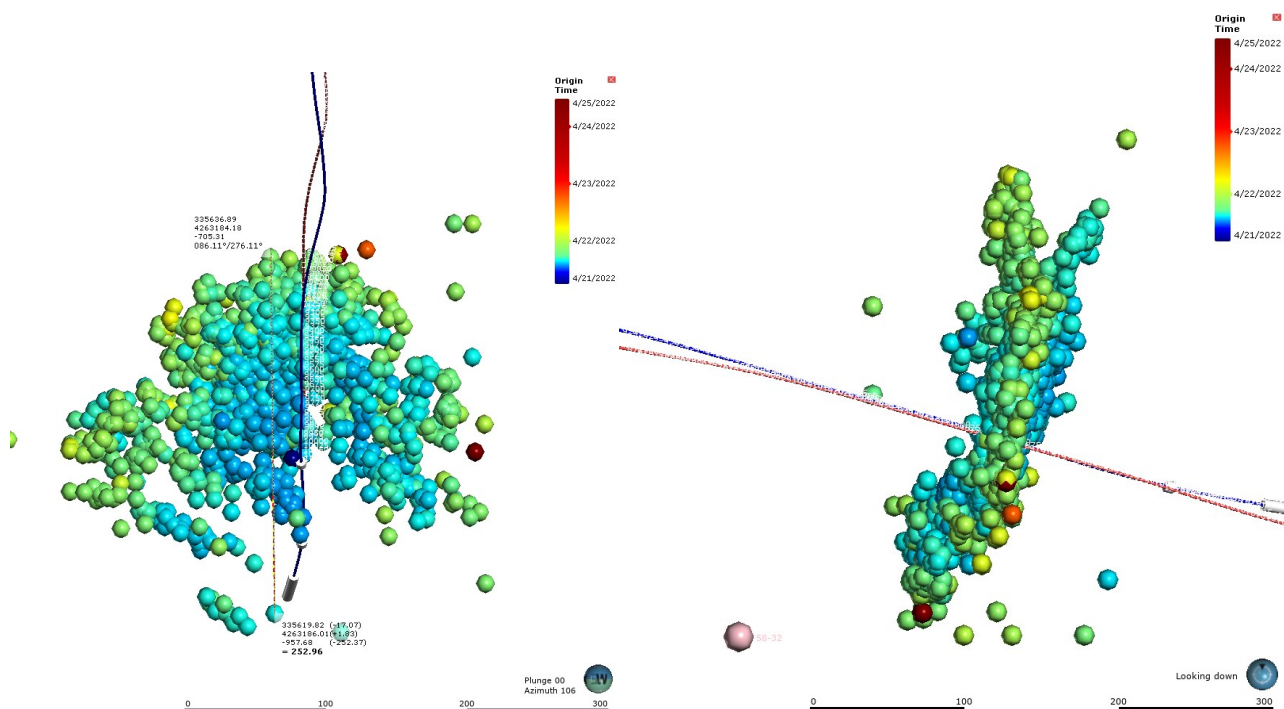 Origin
Time
4/25/2022
4/24/2022
4/23/2022
4/22/2022
4/21/2022
335636.89
4263184.18
-705.31
086.11°/276.11°
335619.82 (-17.07)
4263186.01(+1.83)
-957.68 (-252.37)
= 252.96
Plunge 00
Azimuth 106
0 100 200 300
Origin
Time
4/25/2022
4/24/2022
4/23/2022
4/22/2022
4/21/2022
58-32
Looking down
0 100 200 300